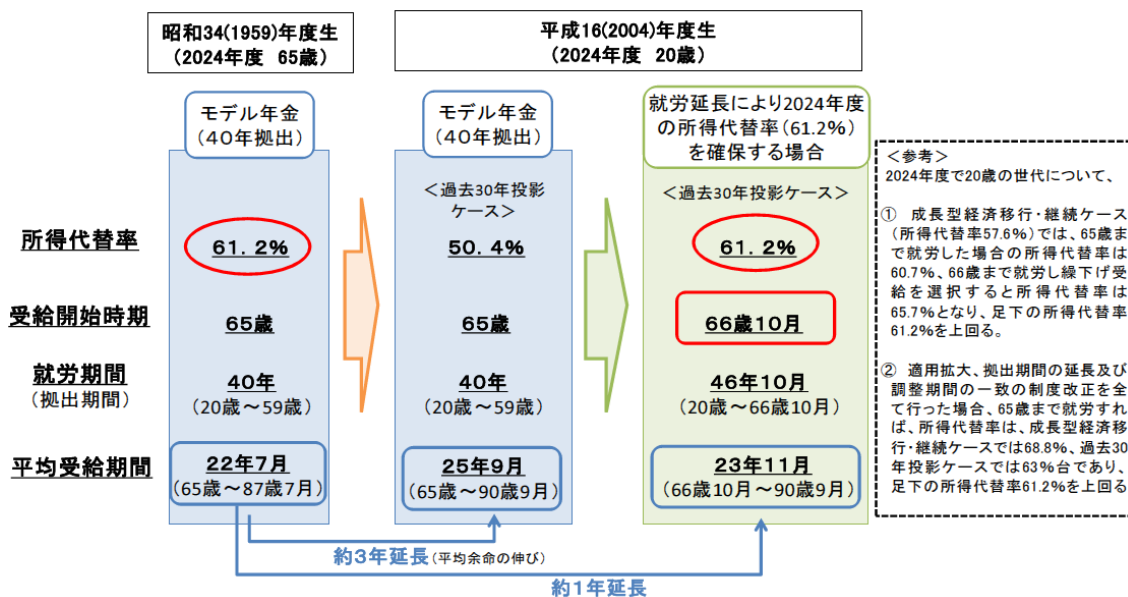 昭和34(1959)年度生
(2024年度 65歳)
平成16(2004)年度生
(2024年度 20歳)
モデル年金
(40年拠出)
モデル年金
(40年拠出)
就労延長により2024年度
の所得代替率(61.2%)
を確保する場合
<過去30年投影
ケース>
<過去30年投影ケース>
所得代替率
61.2%
50.4%
61.2%
受給開始時期
65歳
65歳
66歳10月
就労期間
(拠出期間)
40年
(20歳~59歳)
40年
(20歳~59歳)
46年10月
(20歳~66歳10月)
平均受給期間
22年7月
(65歳~87歳7月)
25年9月
(65歳~90歳9月)
23年11月
(66歳10月~90歳9月)
約3年延長(平均余命の伸び)
約1年延長
<参考>
2024年度で20歳の世代について、
① 成長型経済移行・継続ケース
(所得代替率57.6%)では、65歳ま
で就労した場合の所得代替率は
60.7%、66歳まで就労し繰下げ受
給を選択すると所得代替率は
65.7%となり、足下の所得代替率
61.2%を上回る。
② 適用拡大、拠出期間の延長及び
調整期間の一致の制度改正を全
て行った場合、65歳まで就労すれ
ば、所得代替率は、成長型経済移
行・継続ケースでは68.8%、過去30
年投影ケースでは63%台であり、
足下の所得代替率61.2%を上回る